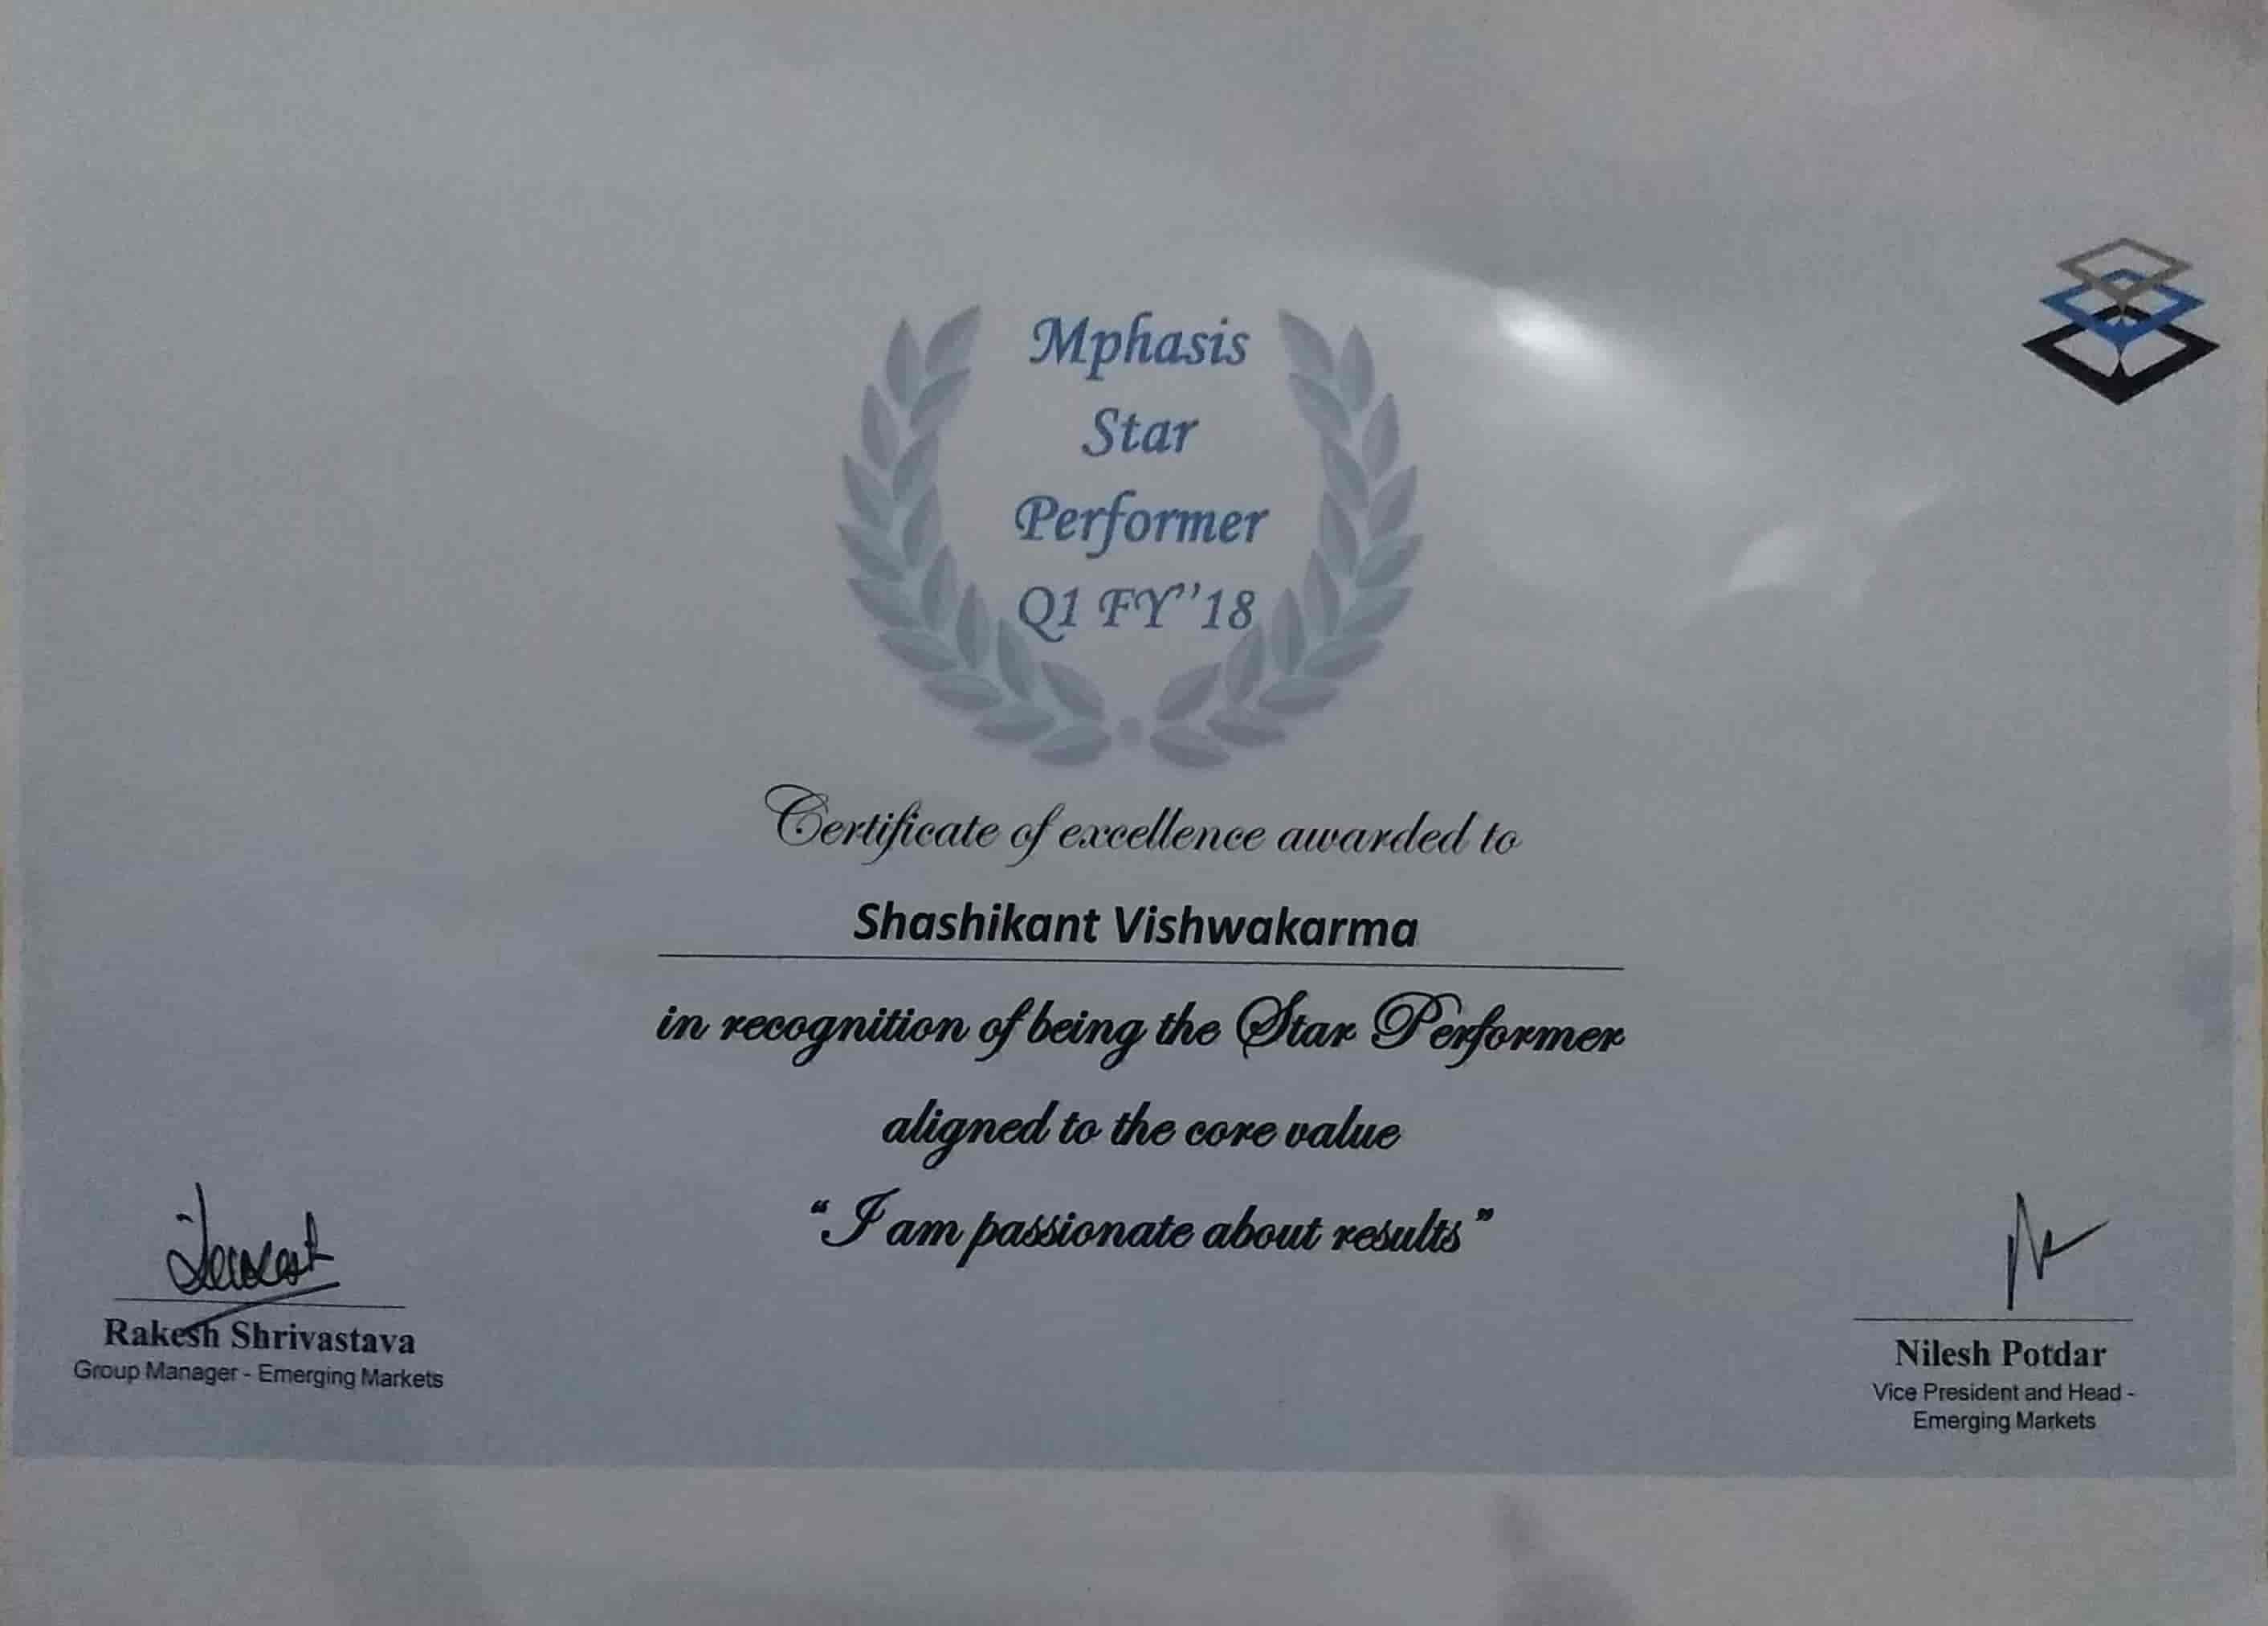 Mphasis
Star
Performer
Q1 FY’’18
Certificate of excellence awarded to
Shashikant Vishwakarma
in recognition of being the Star Performer
aligned to the core value
“I am passionate about results”
Rakesh Shrivastava
Group Manager - Emerging Markets
Nilesh Potdar
Vice President and Head -
Emerging Markets